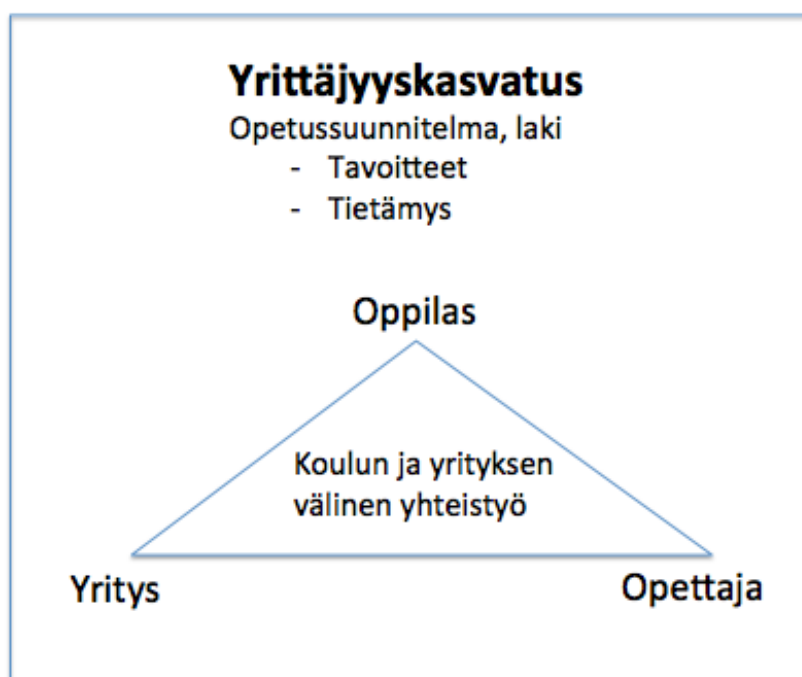 Yrittäjyyskasvatus
Opetussuunnitelma, laki
- Tavoitteet
- Tietämys
Oppilas
Koulun ja yrityksen
välinen yhteistyö
Yritys
Opettaja